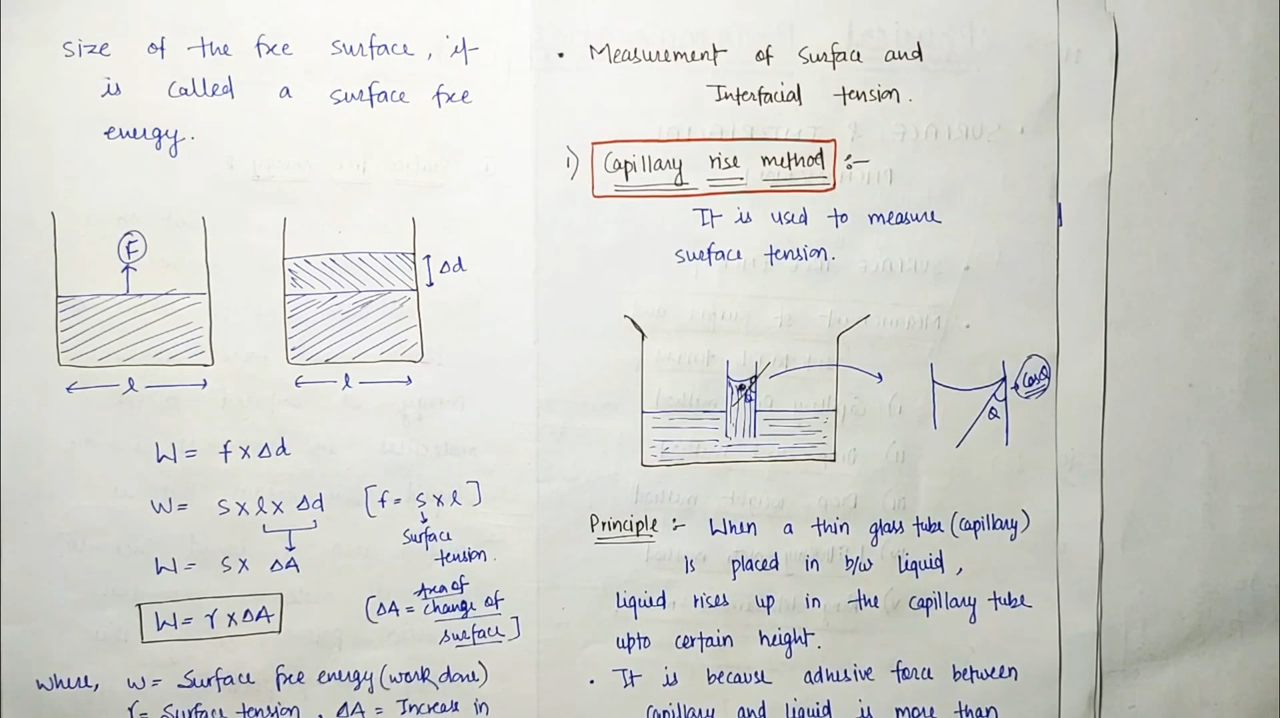 Size of the free surface, it
is called a surface free
energy.
F
Δd
l
l
W = f x Δd
W = S x l x Δd [f = S x l]
Surface
tension.
W = S x ΔA
W = γ x ΔA
(ΔA = Area of
change of
surface]
where, W = Surface free energy (work done)
γ = Surface tension, ΔA = Increase in
• Measurement of Surface and
Interfacial tension.
i) Capillary rise method :-
It is used to measure
surface tension.
CosQ
Q
Principle :- When a thin glass tube (capillary)
is placed in b/w liquid,
liquid rises up in the capillary tube
upto certain height.
• It is because adhesive force between
capillary and liquid is more than